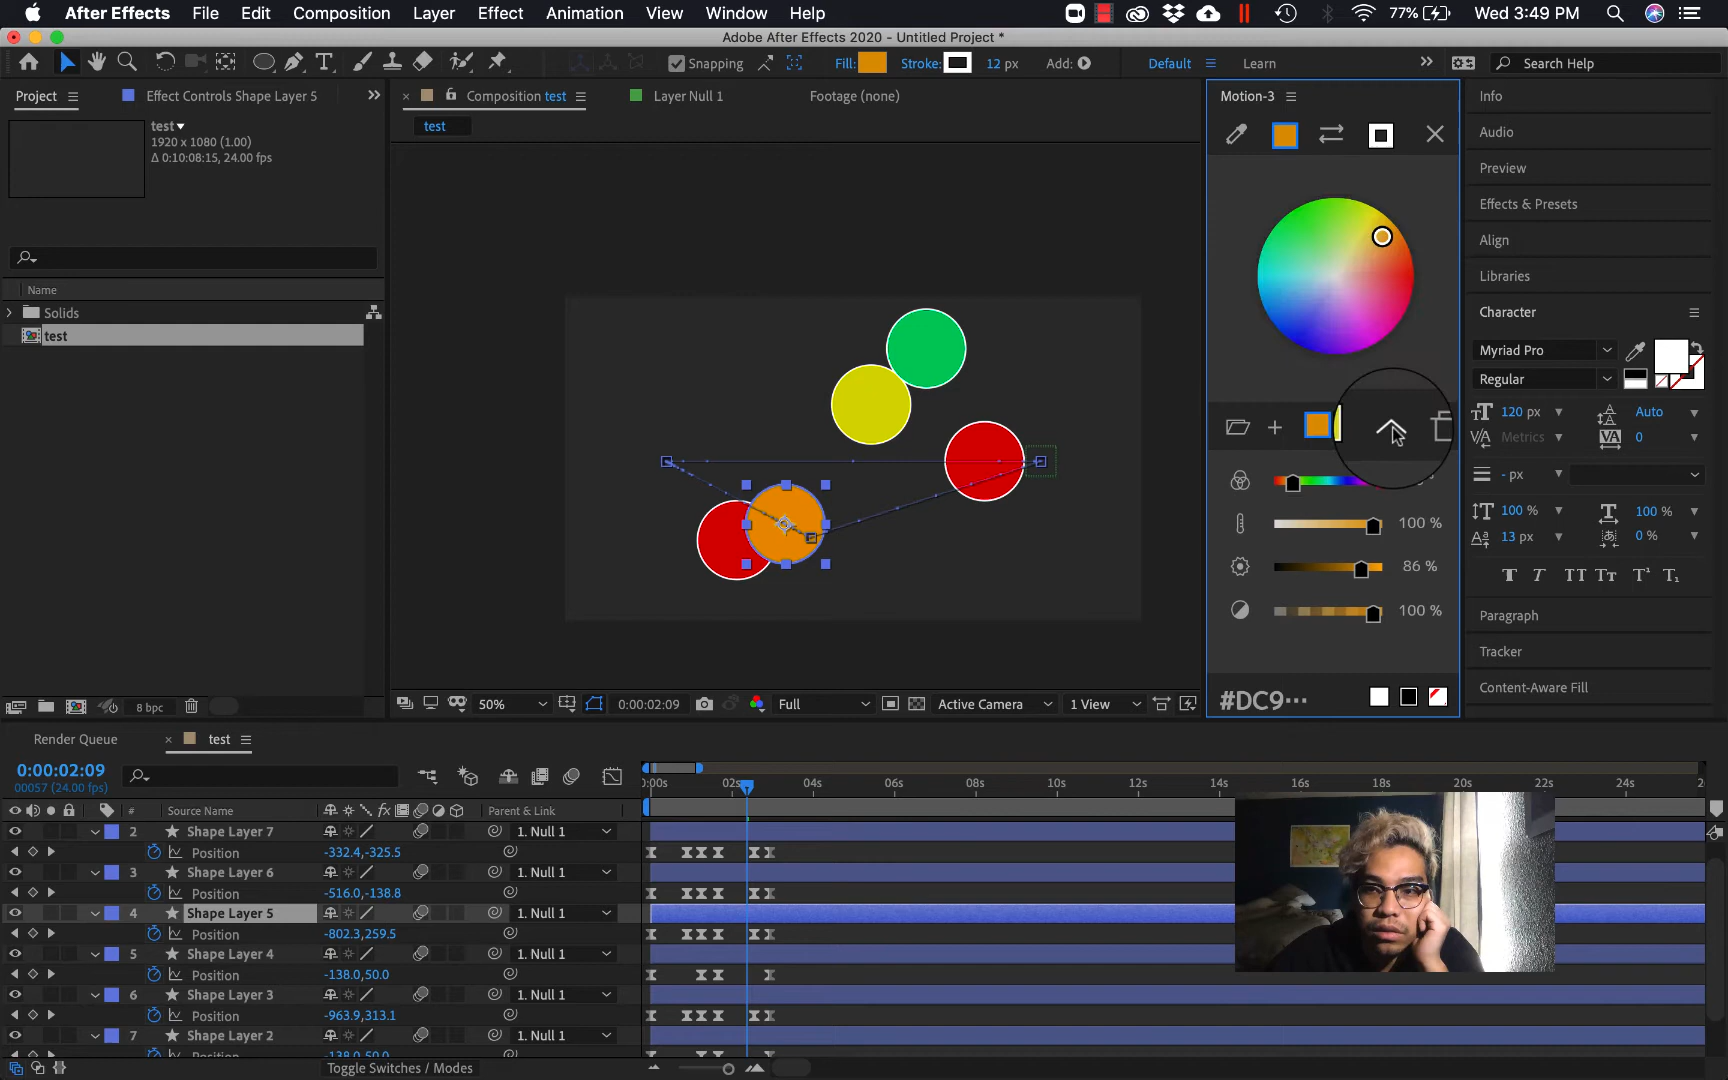 After Effects File Edit Composition Layer Effect Animation View Window Help 77% Wed 3:49 PM
Adobe After Effects 2020 - Untitled Project *
Snapping Fill: Stroke: 12 px Add: Default Learn Search Help
Project Effect Controls Shape Layer 5 Composition test Layer Null 1 Footage (none)
test
test
1920 x 1080 (1.00)
Δ 0:10:08:15, 24.00 fps
Name
Solids
test
8 bpc
50% 0:00:02:09 Full Active Camera 1 View
Motion-3
100 %
86 %
100 %
#DC9...
Info
Audio
Preview
Effects & Presets
Align
Libraries
Character
Myriad Pro
Regular
120 px Auto
Metrics 0
- px
100 % 100 %
13 px 0 %
T T TT Tт T¹ T₁
Paragraph
Tracker
Content-Aware Fill
Render Queue test
0:00:02:09
00057 (24.00 fps)
:00s 02s 04s 06s 08s 10s 12s 14s 16s 18s 20s 22s 24s 2
# Source Name fx Parent & Link
2 Shape Layer 7 1. Null 1
Position -332.4,-325.5
3 Shape Layer 6 1. Null 1
Position -516.0,-138.8
4 Shape Layer 5 1. Null 1
Position -802.3,259.5
5 Shape Layer 4 1. Null 1
Position -138.0,50.0
6 Shape Layer 3 1. Null 1
Position -963.9,313.1
7 Shape Layer 2 1. Null 1
Position -138.0,50.0
Toggle Switches / Modes